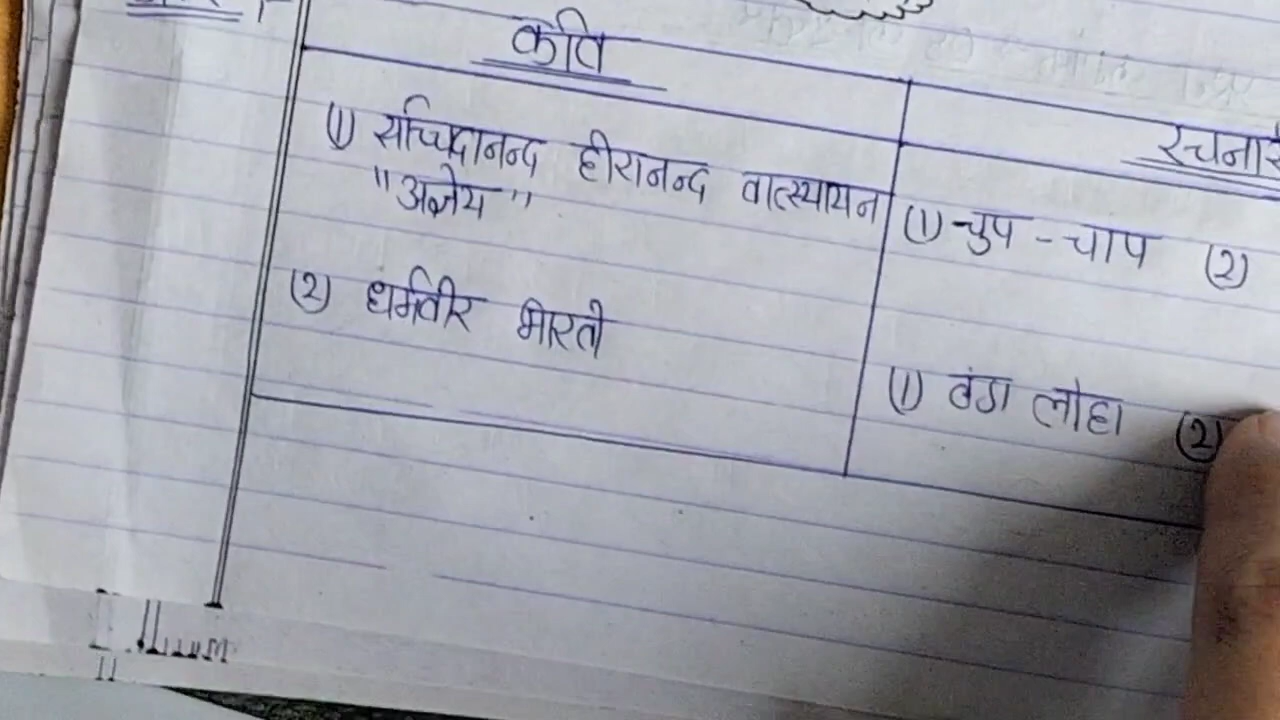 कवि
रचनाएँ
(1) सच्चिदानन्द हीरानन्द वात्स्यायन
"अज्ञेय"
(1) चुप-चाप (2)
(2) धर्मवीर भारती
(1) ठंडा लोहा (2)